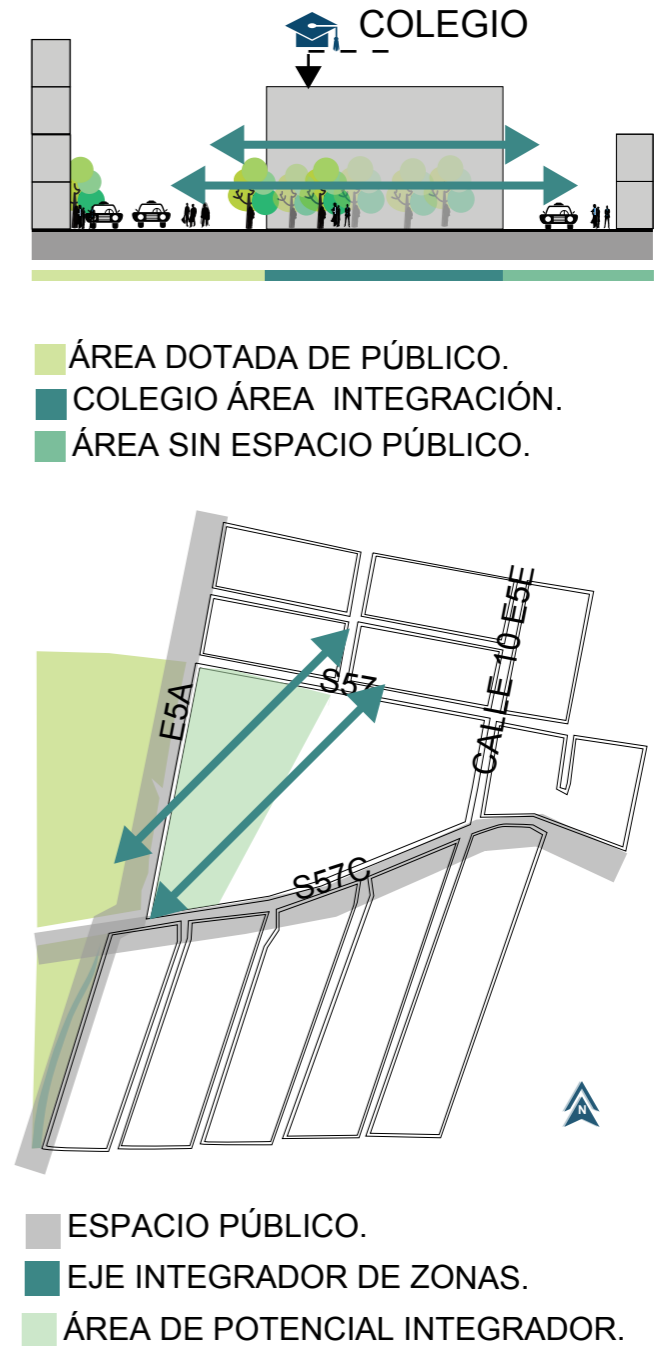 COLEGIO
ÁREA DOTADA DE PÚBLICO.
COLEGIO ÁREA INTEGRACIÓN.
ÁREA SIN ESPACIO PÚBLICO.
CALLE 10 E5E
S57
E5A
S57C
N
ESPACIO PÚBLICO.
EJE INTEGRADOR DE ZONAS.
ÁREA DE POTENCIAL INTEGRADOR.